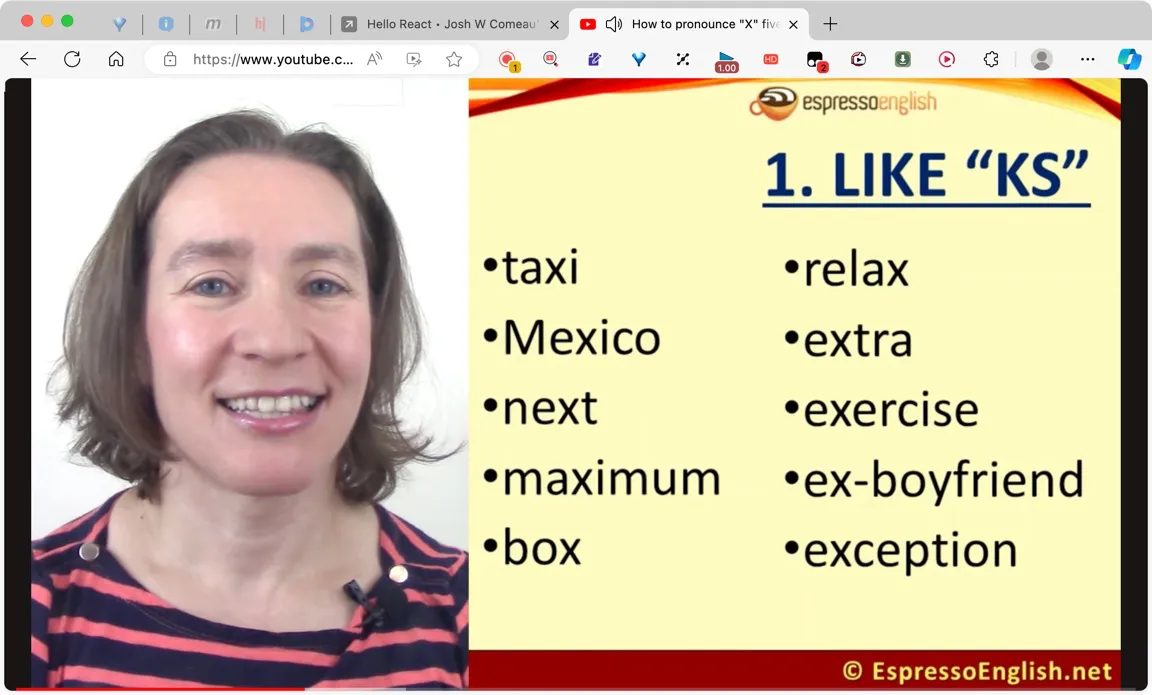 Hello React • Josh W Comeau'
How to pronounce "X" five
https://www.youtube.c...
1
1.00
HD
2
espressoenglish
1. LIKE “KS”
•taxi
•Mexico
•next
•maximum
•box
•relax
•extra
•exercise
•ex-boyfriend
•exception
© EspressoEnglish.net